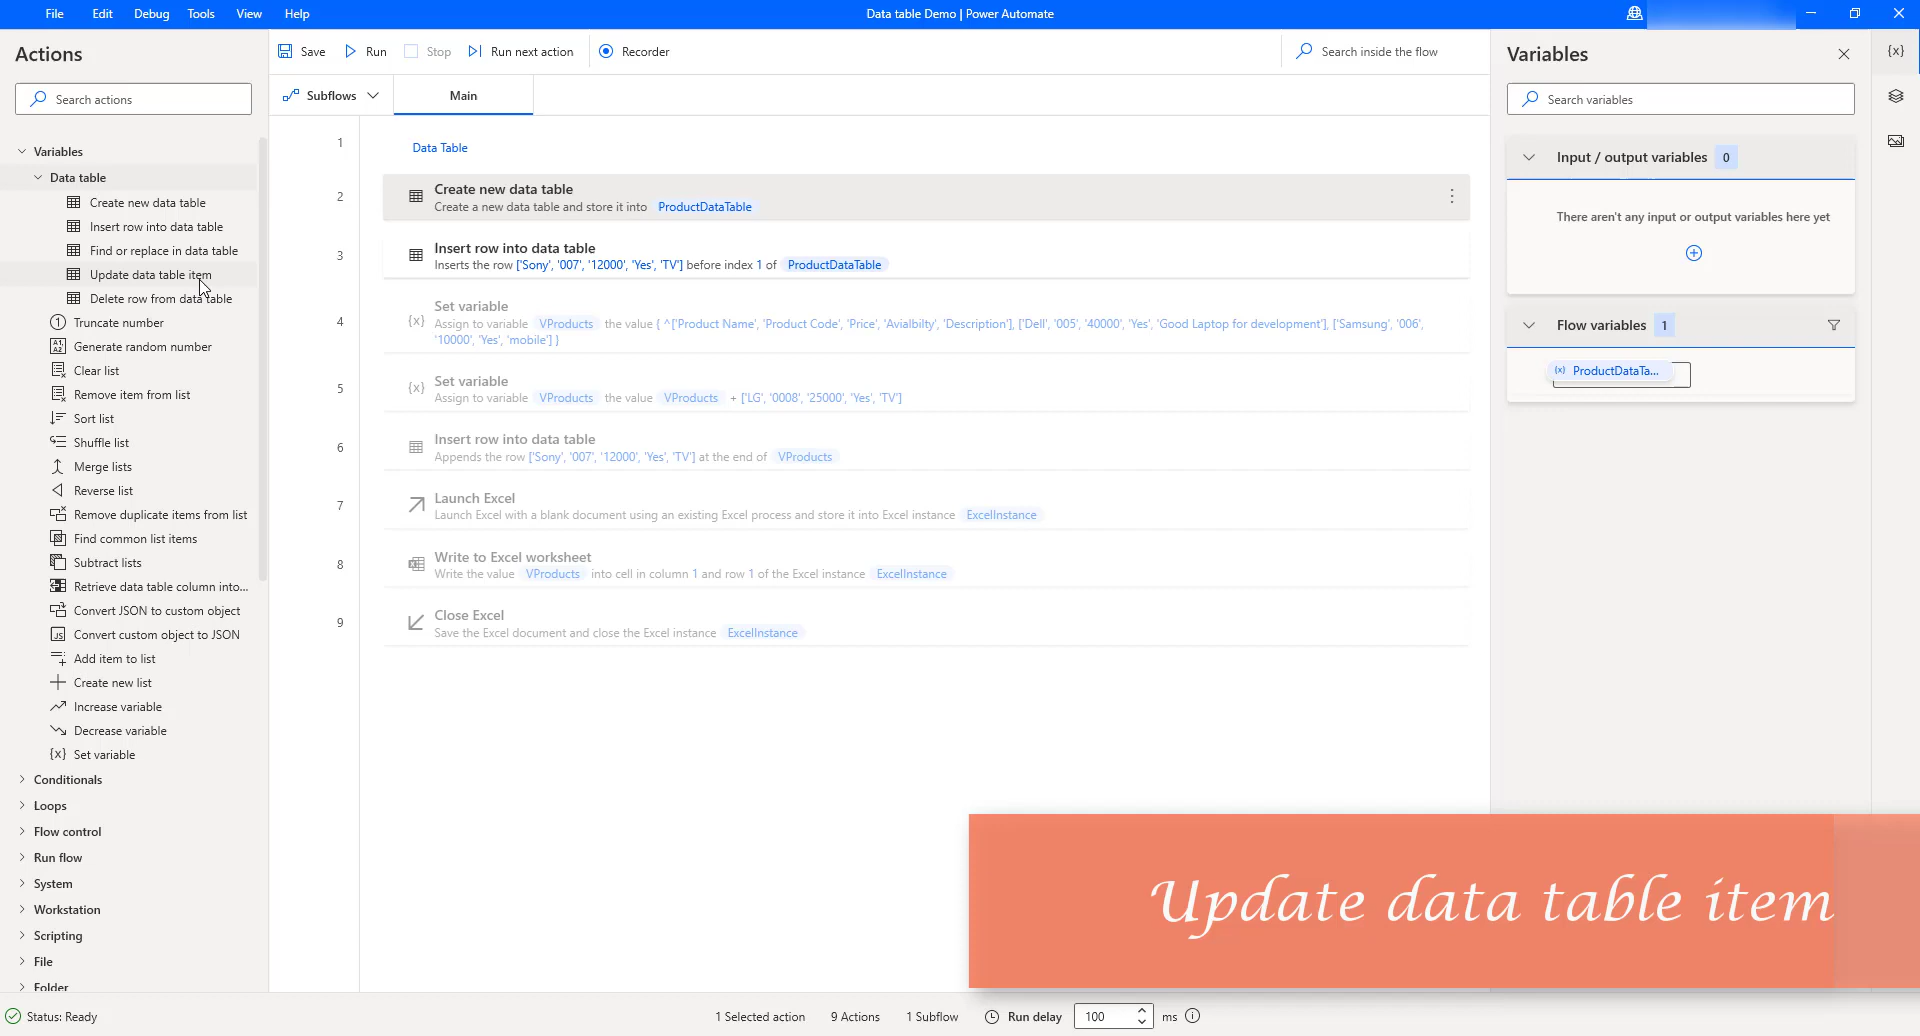 File Edit Debug Tools View Help
Data table Demo | Power Automate
Actions
Search actions
Variables
Data table
Create new data table
Insert row into data table
Find or replace in data table
Update data table item
Delete row from data table
Truncate number
Generate random number
Clear list
Remove item from list
Sort list
Shuffle list
Merge lists
Reverse list
Remove duplicate items from list
Find common list items
Subtract lists
Retrieve data table column into...
Convert JSON to custom object
Convert custom object to JSON
Add item to list
Create new list
Increase variable
Decrease variable
{x} Set variable
Conditionals
Loops
Flow control
Run flow
System
Workstation
Scripting
File
Folder
Save Run Stop Run next action Recorder
Search inside the flow
Subflows Main
1 Data Table
2 Create new data table
Create a new data table and store it into ProductDataTable
3 Insert row into data table
Inserts the row ['Sony', '007', '12000', 'Yes', 'TV'] before index 1 of ProductDataTable
4 {x} Set variable
Assign to variable VProducts the value { ^['Product Name', 'Product Code', 'Price', 'Avialbilty', 'Description'], ['Dell', '005', '40000', 'Yes', 'Good Laptop for development'], ['Samsung', '006',
'10000', 'Yes', 'mobile'] }
5 {x} Set variable
Assign to variable VProducts the value VProducts + ['LG', '0008', '25000', 'Yes', 'TV']
6 Insert row into data table
Appends the row ['Sony', '007', '12000', 'Yes', 'TV'] at the end of VProducts
7 Launch Excel
Launch Excel with a blank document using an existing Excel process and store it into Excel instance ExcelInstance
8 Write to Excel worksheet
Write the value VProducts into cell in column 1 and row 1 of the Excel instance ExcelInstance
9 Close Excel
Save the Excel document and close the Excel instance ExcelInstance
Variables
{x}
Search variables
Input / output variables 0
There aren't any input or output variables here yet
Flow variables 1
(x) ProductDataTa...
Update data table item
Status: Ready
1 Selected action 9 Actions 1 Subflow Run delay 100 ms